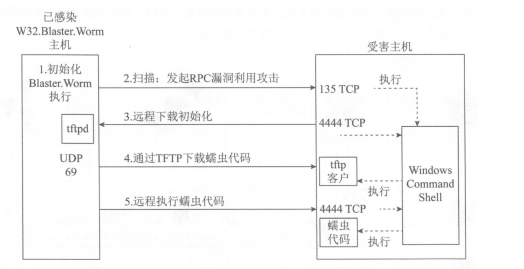 已感染
W32.Blaster.Worm
主机
受害主机
1.初始化
Blaster.Worm
执行
2.扫描：发起RPC漏洞利用攻击
135 TCP
执行
3.远程下载初始化
4444 TCP
tftpd
UDP
69
4.通过TFTP下载蠕虫代码
tftp
客户
执行
Windows
Command
Shell
5.远程执行蠕虫代码
4444 TCP
蠕虫
代码
执行